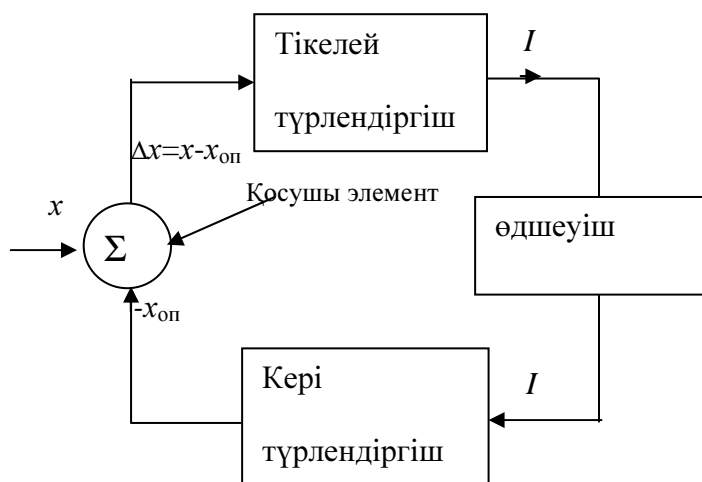 Тікелей
түрлендіргіш
I
Δx=x-xоп
Қосушы элемент
x
Σ
өдшеуіш
-xоп
Кері
түрлендіргіш
I